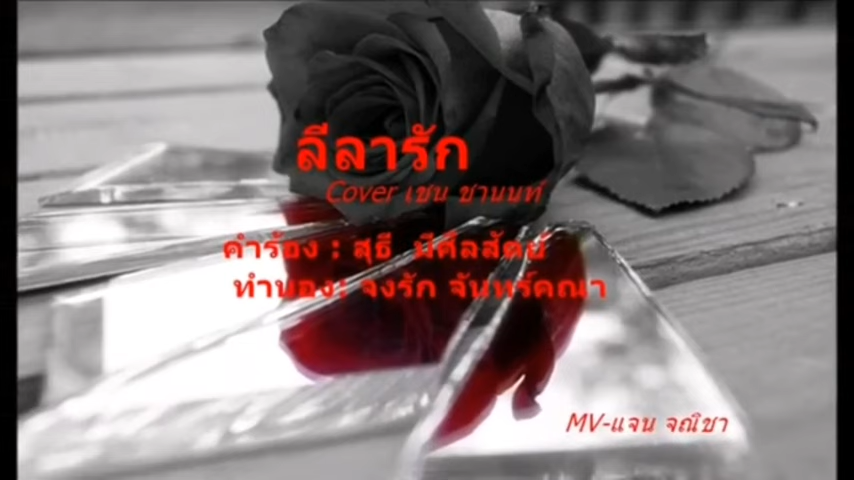 ลีลารัก
Cover เชน ชานนท์
คำร้อง : สุธี มีศีลสัตย์
ทำนอง: จงรัก จันทร์คณา
MV-แจน จณิชา